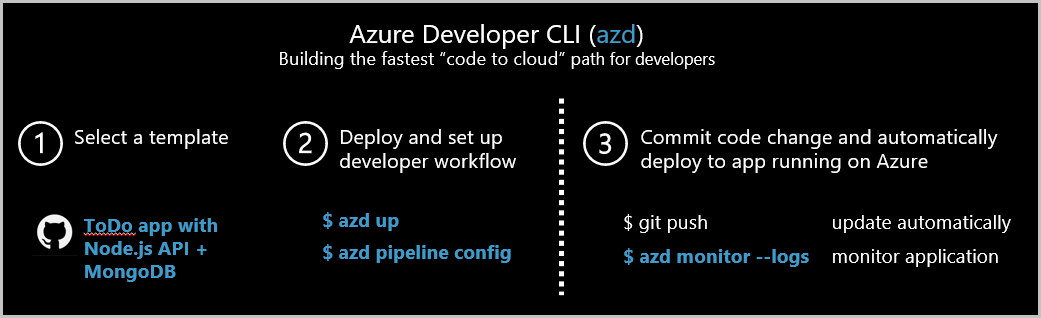 Azure Developer CLI (azd)
Building the fastest “code to cloud” path for developers
1
Select a template
ToDo app with
Node.js API +
MongoDB
2
Deploy and set up
developer workflow
$ azd up
$ azd pipeline config
3
Commit code change and automatically
deploy to app running on Azure
$ git push update automatically
$ azd monitor --logs monitor application